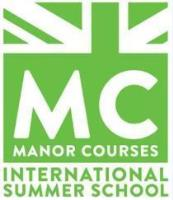 MC
MANOR COURSES
INTERNATIONAL
SUMMER SCHOOL